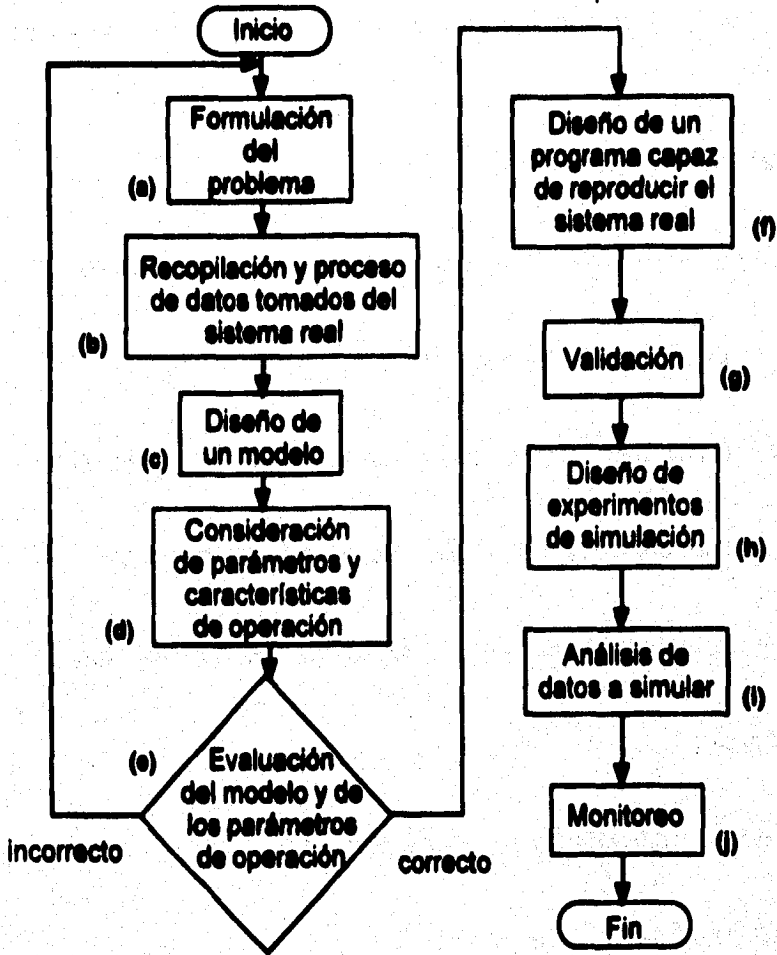 Inicio
Formulación
del
problema
(a)
Recopilación y proceso
de datos tomados del
sistema real
(b)
Diseño de
un modelo
(c)
Consideración
de parámetros y
características
de operación
(d)
(e)
Evaluación
del modelo y de
los parámetros
de operación
incorrecto
correcto
Diseño de un
programa capaz
de reproducir el
sistema real
(f)
Validación
(g)
Diseño de
experimentos
de simulación
(h)
Análisis de
datos a simular
(i)
Monitoreo
(j)
Fin